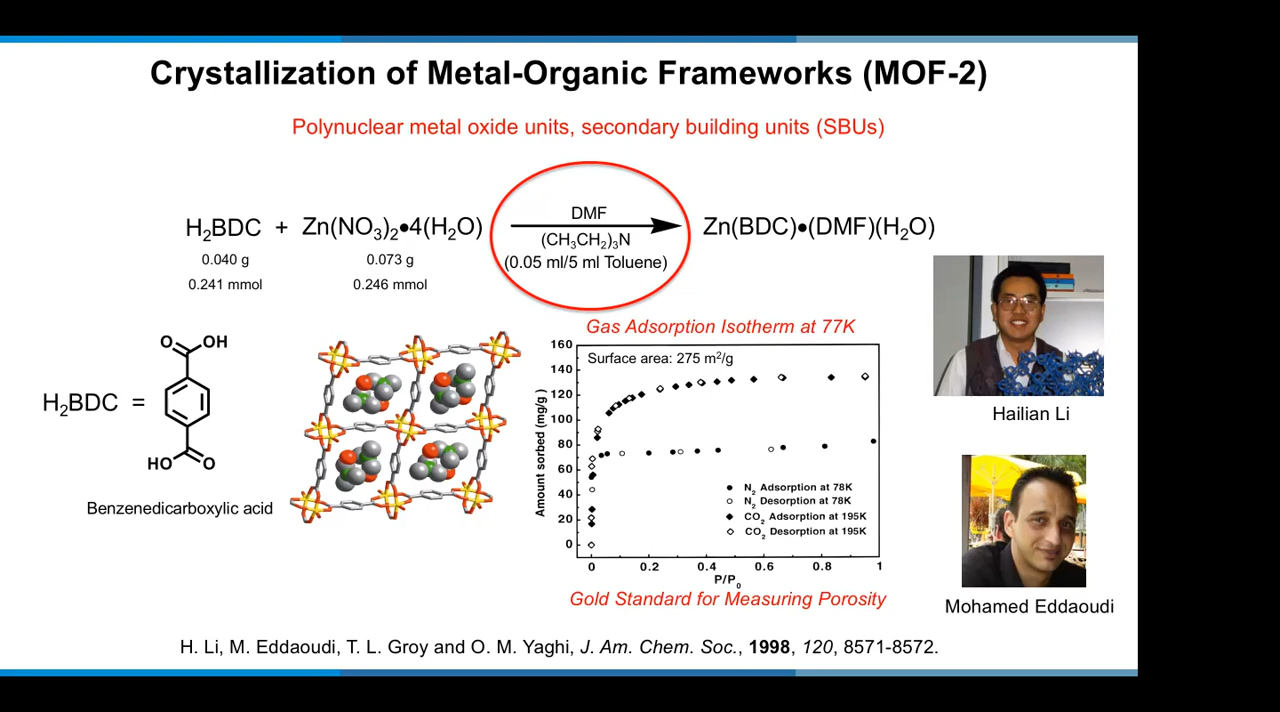 Crystallization of Metal-Organic Frameworks (MOF-2)
Polynuclear metal oxide units, secondary building units (SBUs)
H₂BDC + Zn(NO₃)₂•4(H₂O)
DMF
(CH₃CH₂)₃N
(0.05 ml/5 ml Toluene)
Zn(BDC)•(DMF)(H₂O)
0.040 g
0.073 g
0.241 mmol
0.246 mmol
Hailian Li
O OH
H₂BDC =
HO O
Benzenedicarboxylic acid
Gas Adsorption Isotherm at 77K
Surface area: 275 m²/g
Amount sorbed (mg/g)
160
140
120
100
80
60
40
20
0
N₂ Adsorption at 78K
N₂ Desorption at 78K
CO₂ Adsorption at 195K
CO₂ Desorption at 195K
0 0.2 0.4 0.6 0.8 1
P/P₀
Gold Standard for Measuring Porosity
Mohamed Eddaoudi
H. Li, M. Eddaoudi, T. L. Groy and O. M. Yaghi, J. Am. Chem. Soc., 1998, 120, 8571-8572.